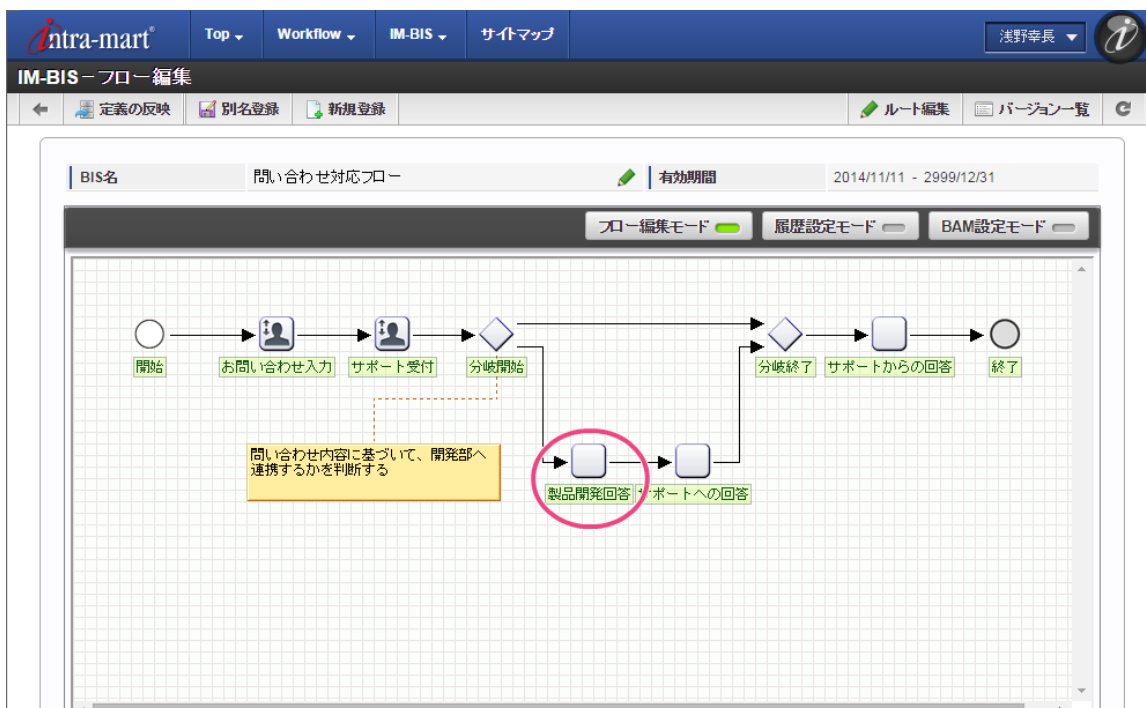 intra-mart® Top Workflow IM-BIS サイトマップ 浅野幸長
IM-BIS－フロー編集
定義の反映 別名登録 新規登録 ルート編集 バージョン一覧
BIS名 問い合わせ対応フロー 有効期間 2014/11/11 - 2999/12/31
フロー編集モード 履歴設定モード BAM設定モード
開始 お問い合わせ入力 サポート受付 分岐開始 分岐終了 サポートからの回答 終了
問い合わせ内容に基づいて、開発部へ
連携するかを判断する
製品開発回答 サポートへの回答